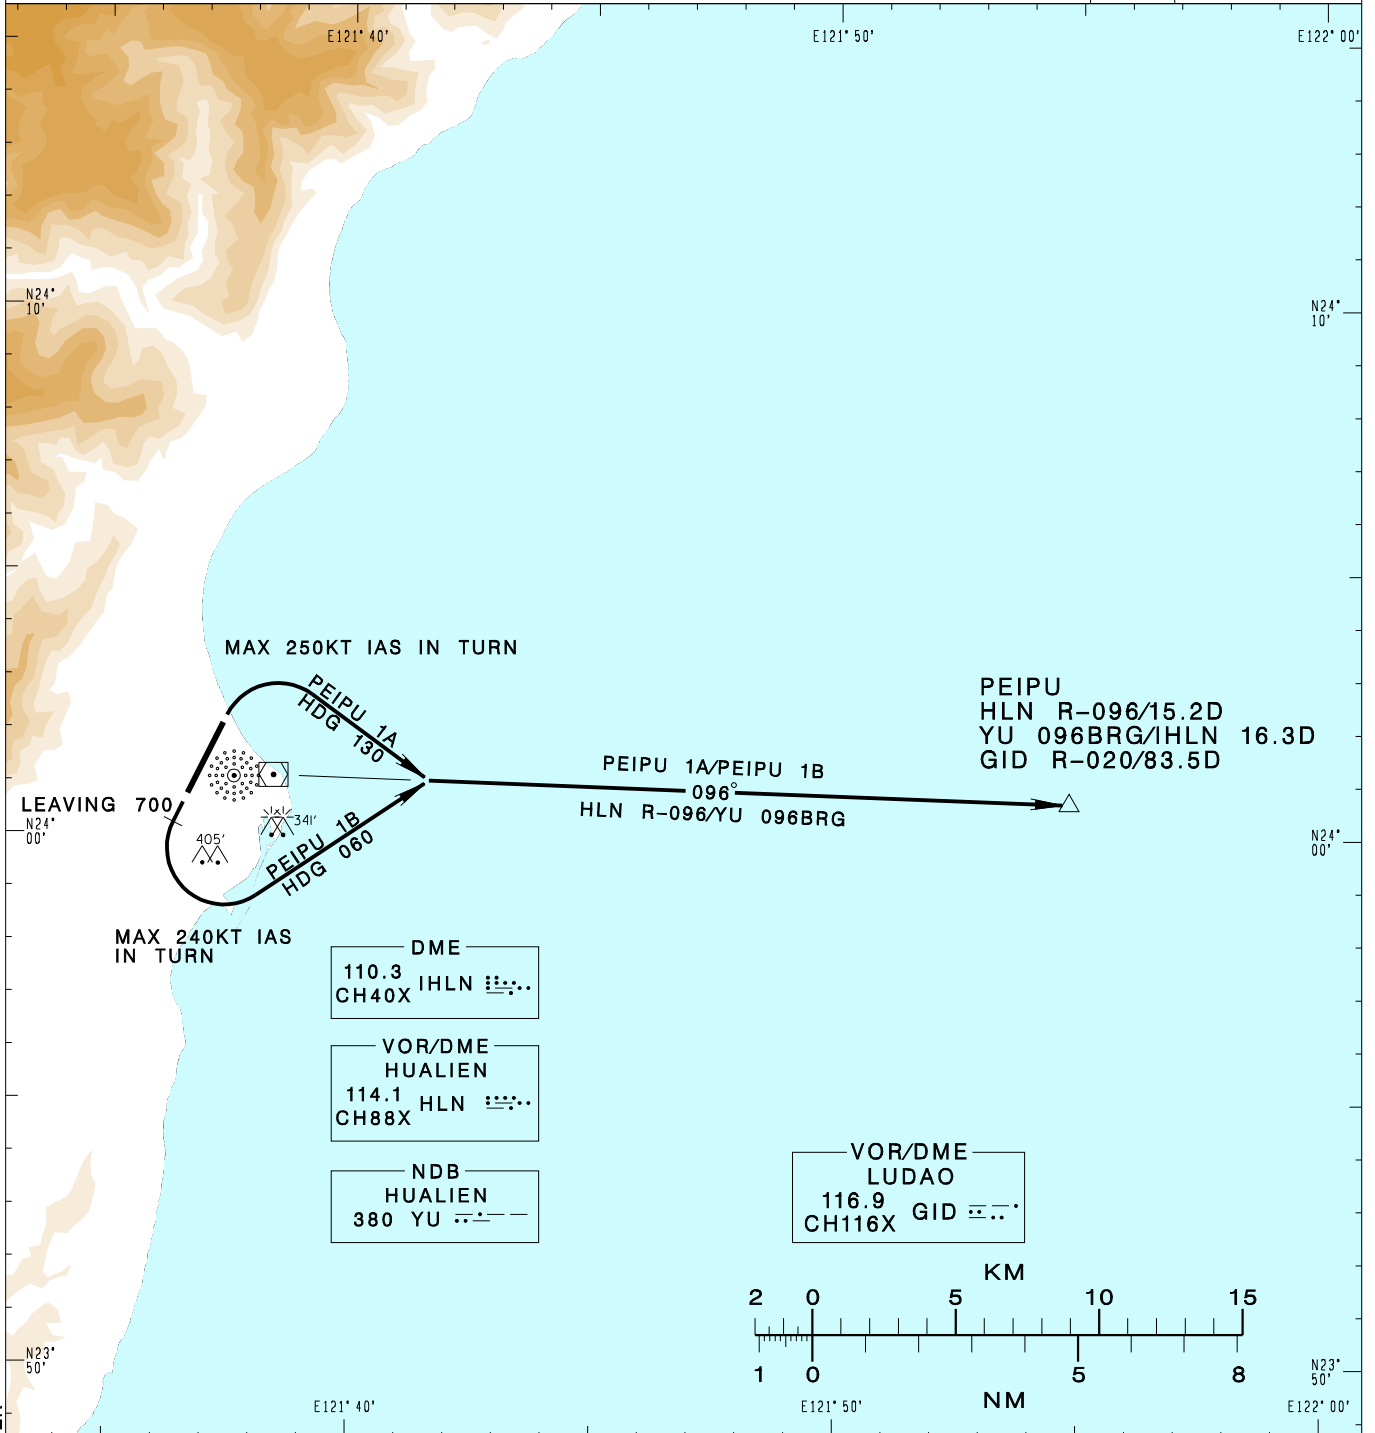 E121° 40'
E121° 50'
E122° 00'
N24°
10'
N24°
10'
MAX 250KT IAS IN TURN
PEIPU 1A
HDG 130
PEIPU
HLN R-096/15.2D
YU 096BRG/IHLN 16.3D
GID R-020/83.5D
PEIPU 1A/PEIPU 1B
096°
HLN R-096/YU 096BRG
LEAVING 700
N24°
00'
341'
405'
N24°
00'
PEIPU 1B
HDG 060
MAX 240KT IAS
IN TURN
DME
110.3
CH40X
IHLN
VOR/DME
HUALIEN
114.1
CH88X
HLN
NDB
HUALIEN
380 YU
VOR/DME
LUDAO
116.9
CH116X
GID
KM
2 0 5 10 15
1 0 5 8
NM
N23°
50'
N23°
50'
E121° 40'
E121° 50'
E122° 00'